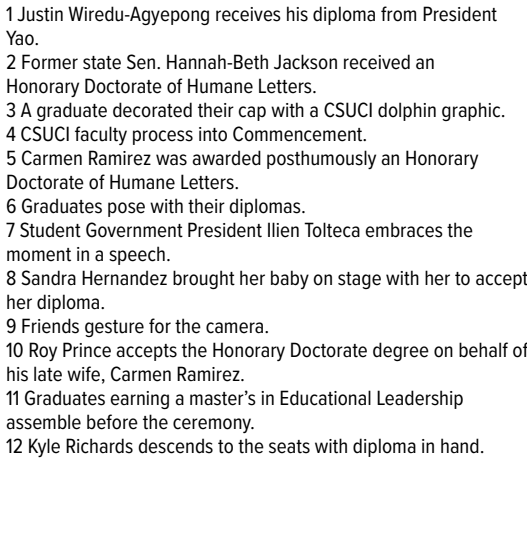 1 Justin Wiredu-Agyepong receives his diploma from President
Yao.
2 Former state Sen. Hannah-Beth Jackson received an
Honorary Doctorate of Humane Letters.
3 A graduate decorated their cap with a CSUCI dolphin graphic.
4 CSUCI faculty process into Commencement.
5 Carmen Ramirez was awarded posthumously an Honorary
Doctorate of Humane Letters.
6 Graduates pose with their diplomas.
7 Student Government President Ilien Tolteca embraces the
moment in a speech.
8 Sandra Hernandez brought her baby on stage with her to accept
her diploma.
9 Friends gesture for the camera.
10 Roy Prince accepts the Honorary Doctorate degree on behalf of
his late wife, Carmen Ramirez.
11 Graduates earning a master’s in Educational Leadership
assemble before the ceremony.
12 Kyle Richards descends to the seats with diploma in hand.